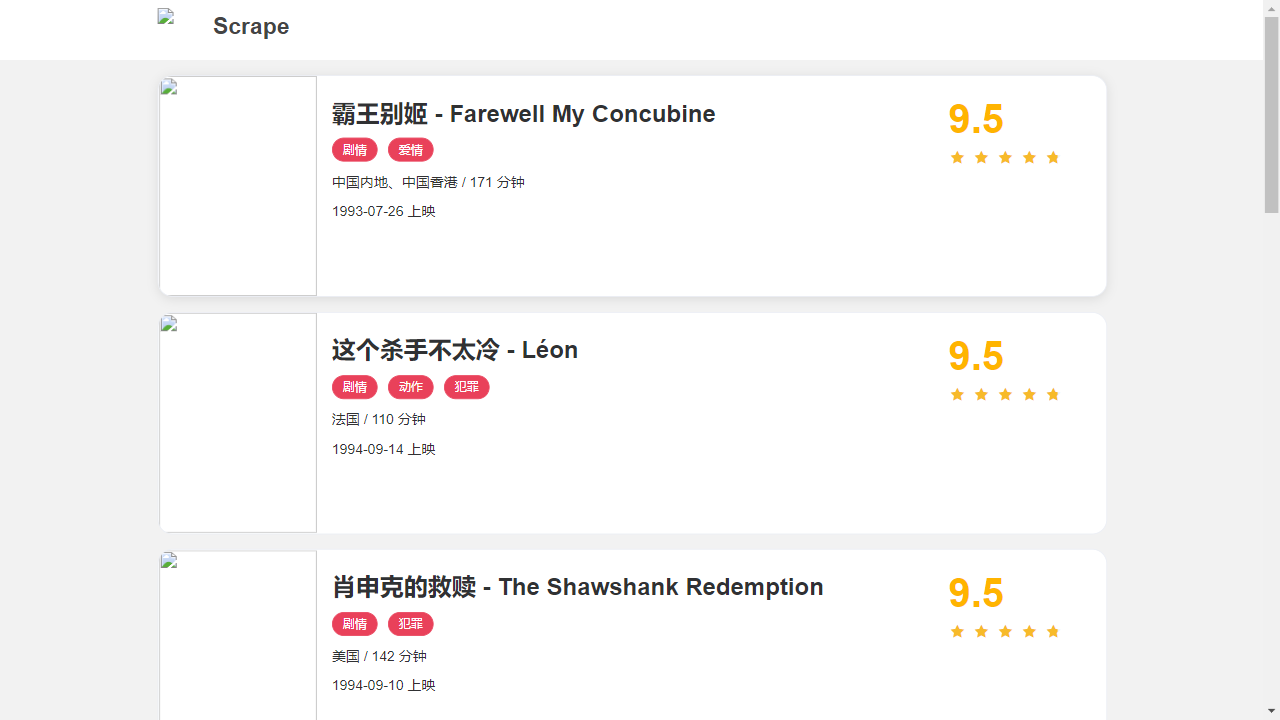 Scrape
霸王别姬 - Farewell My Concubine
9.5
剧情 爱情
中国内地、中国香港 / 171 分钟
1993-07-26 上映
这个杀手不太冷 - Léon
9.5
剧情 动作 犯罪
法国 / 110 分钟
1994-09-14 上映
肖申克的救赎 - The Shawshank Redemption
9.5
剧情 犯罪
美国 / 142 分钟
1994-09-10 上映